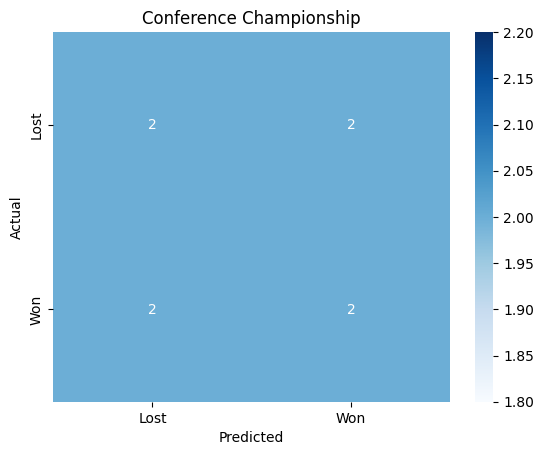 Conference Championship
Actual
Lost
Won
2 2
2 2
Lost Won
Predicted
2.20
2.15
2.10
2.05
2.00
1.95
1.90
1.85
1.80